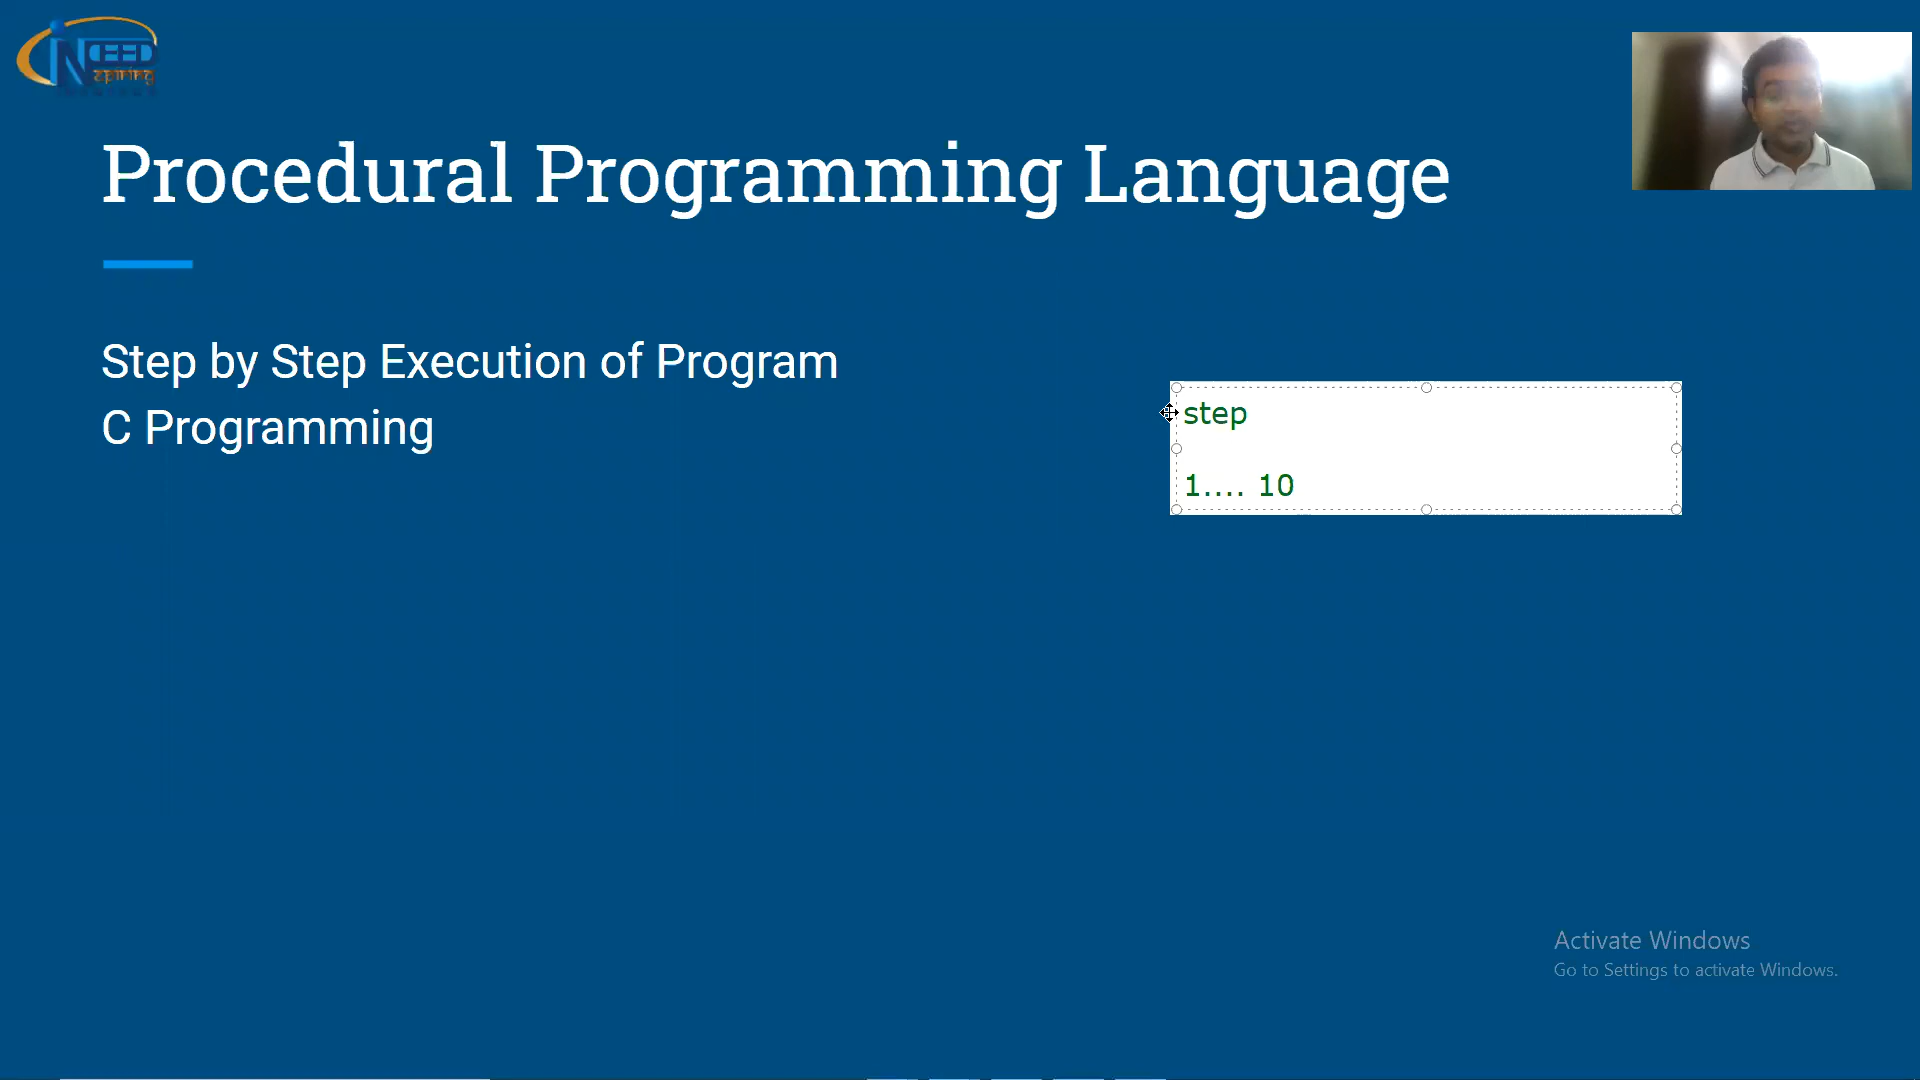 iNCEED
Procedural Programming Language
Step by Step Execution of Program
C Programming
step
1.... 10
Activate Windows
Go to Settings to activate Windows.